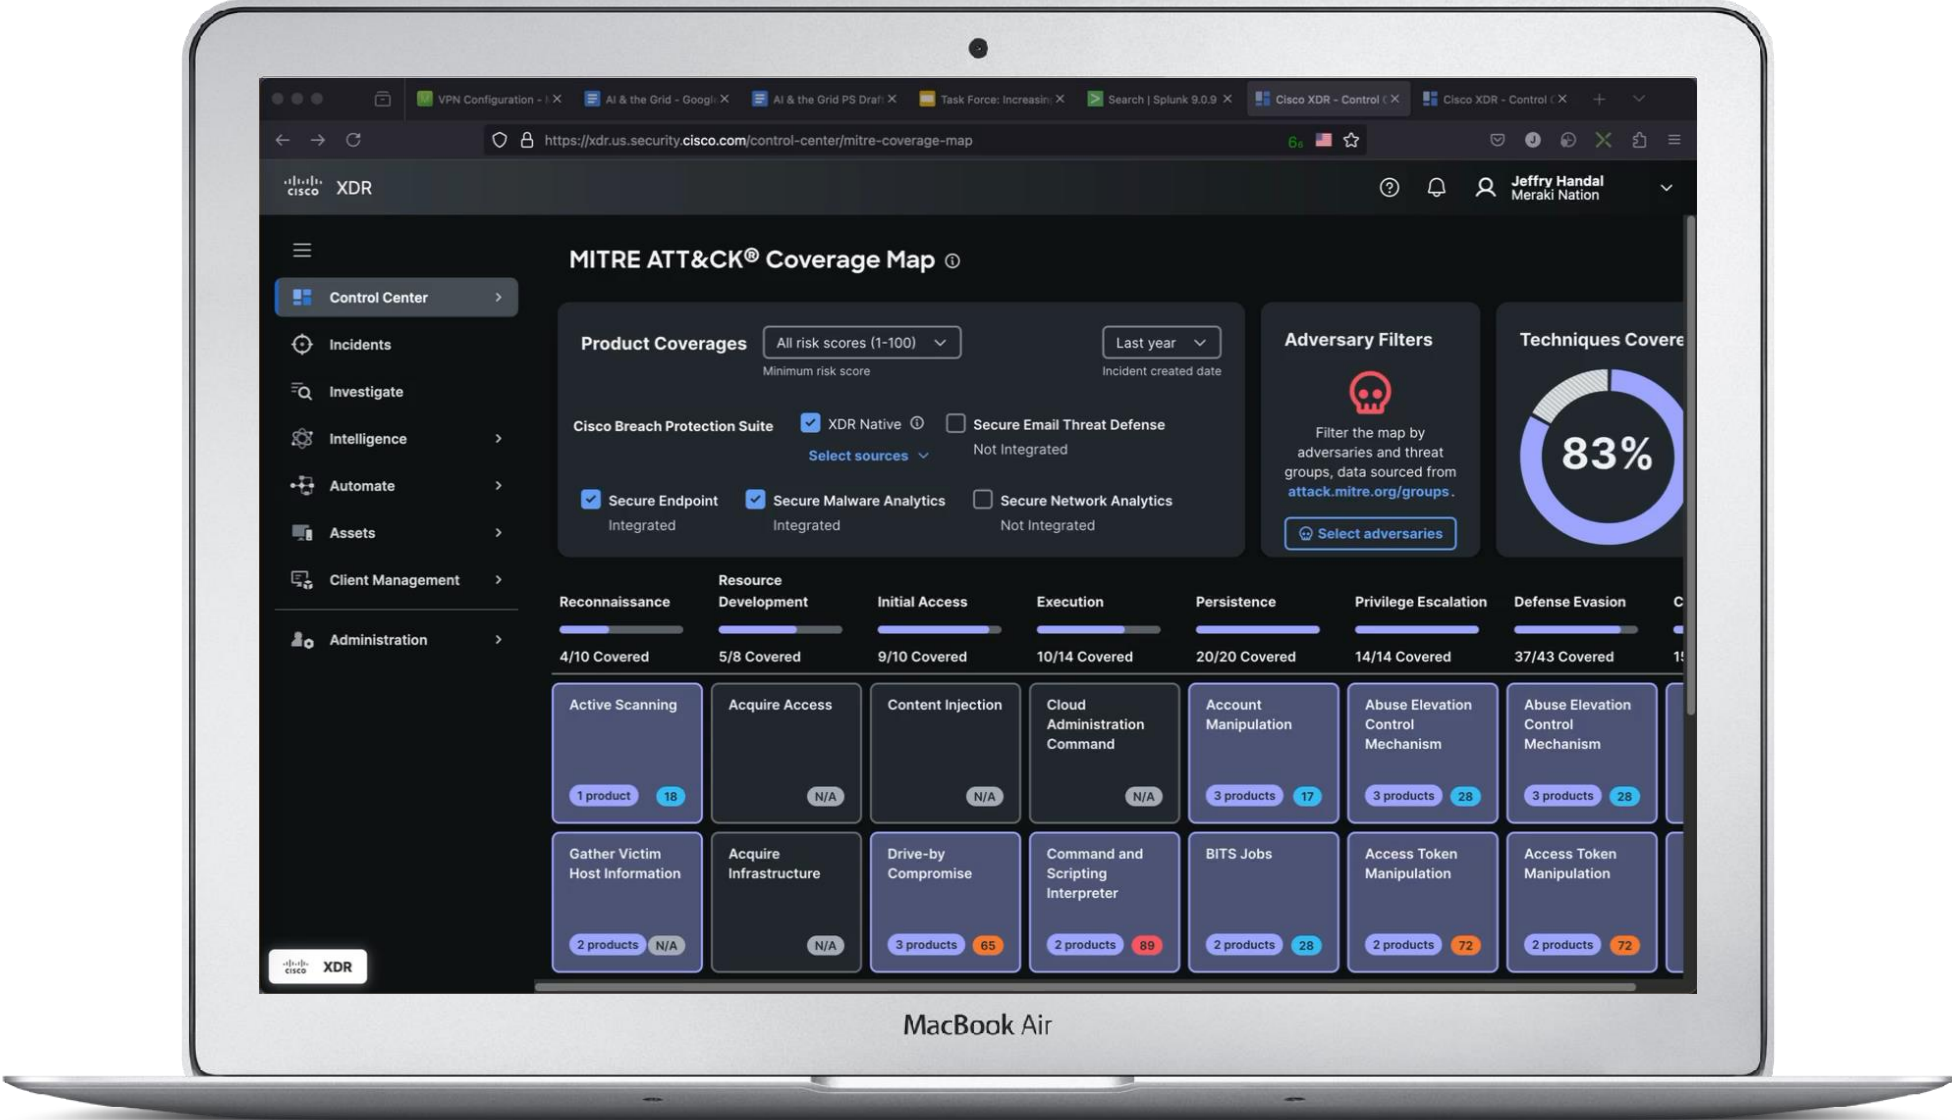 VPN Configuration - 
AI & the Grid - Googl
AI & the Grid PS Draft
Task Force: Increasing
Search | Splunk 9.0.9
Cisco XDR - Control C
Cisco XDR - Control C
https://xdr.us.security.cisco.com/control-center/mitre-coverage-map
CISCO XDR
Jeffry Handal
Meraki Nation
Control Center
Incidents
Investigate
Intelligence
Automate
Assets
Client Management
Administration
CISCO XDR
MITRE ATT&CK® Coverage Map
Product Coverages
All risk scores (1-100)
Minimum risk score
Last year
Incident created date
Cisco Breach Protection Suite
XDR Native
Select sources
Secure Email Threat Defense
Not Integrated
Secure Endpoint
Integrated
Secure Malware Analytics
Integrated
Secure Network Analytics
Not Integrated
Adversary Filters
Filter the map by
adversaries and threat
groups, data sourced from
attack.mitre.org/groups.
Select adversaries
Techniques Covere
83%
Reconnaissance
4/10 Covered
Resource
Development
5/8 Covered
Initial Access
9/10 Covered
Execution
10/14 Covered
Persistence
20/20 Covered
Privilege Escalation
14/14 Covered
Defense Evasion
37/43 Covered
C
15
Active Scanning
1 product 18
Acquire Access
N/A
Content Injection
N/A
Cloud
Administration
Command
N/A
Account
Manipulation
3 products 17
Abuse Elevation
Control
Mechanism
3 products 28
Abuse Elevation
Control
Mechanism
3 products 28
Gather Victim
Host Information
2 products N/A
Acquire
Infrastructure
N/A
Drive-by
Compromise
3 products 65
Command and
Scripting
Interpreter
2 products 89
BITS Jobs
2 products 28
Access Token
Manipulation
2 products 72
Access Token
Manipulation
2 products 72
MacBook Air